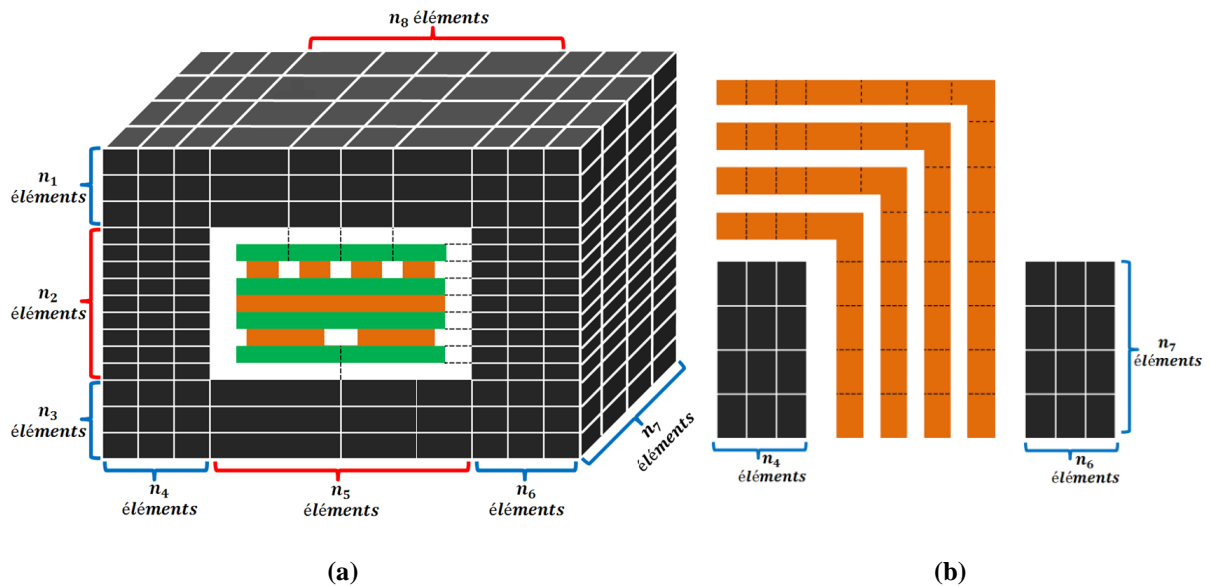 n₈ éléments
n₁
éléments
n₂
éléments
n₃
éléments
n₄
éléments
n₅
éléments
n₆
éléments
n₇
éléments
n₄
éléments
n₆
éléments
n₇
éléments
(a)
(b)